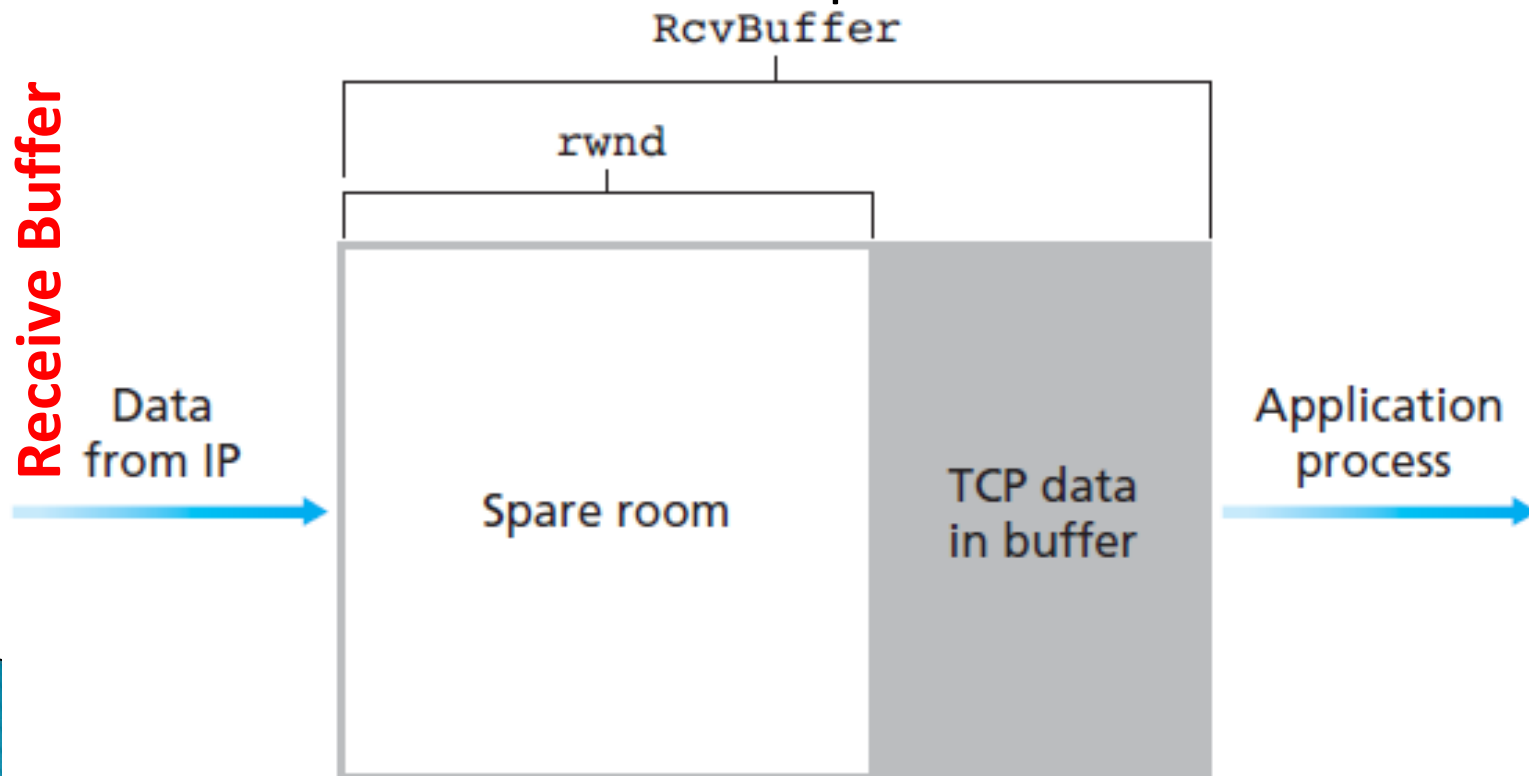 RcvBuffer
rwnd
Receive Buffer
Data
from IP
Spare room
TCP data
in buffer
Application
process